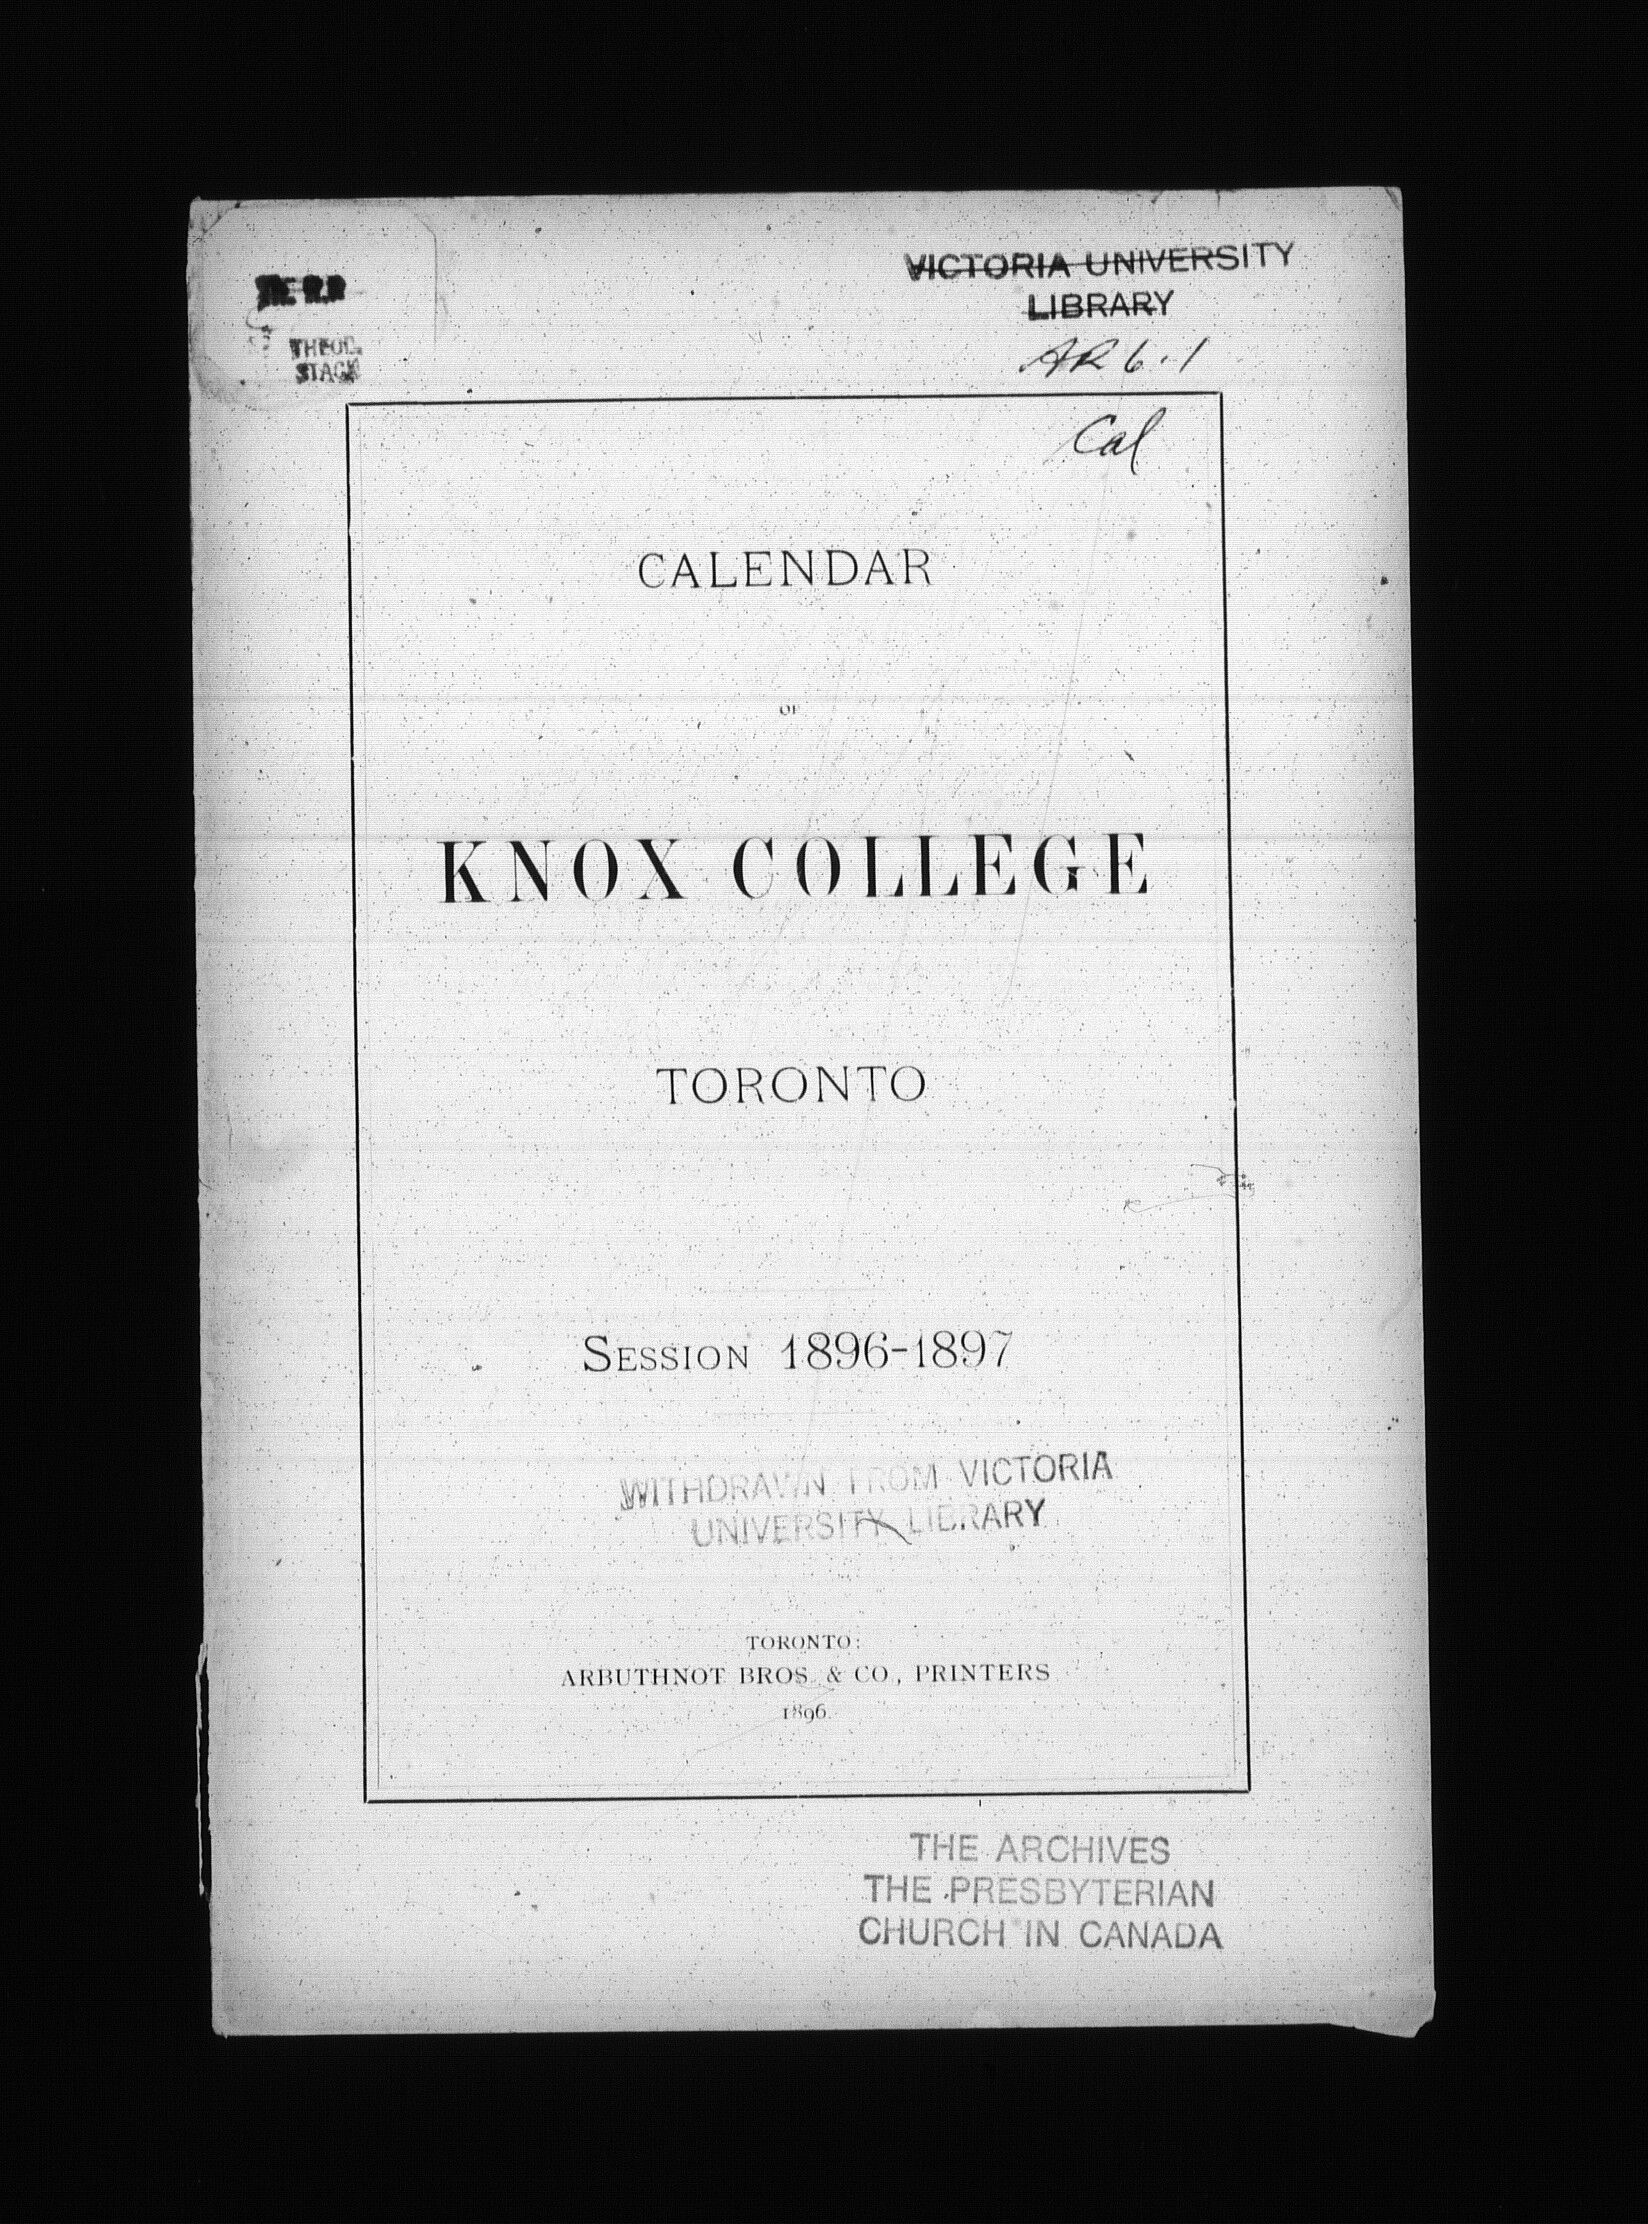 VICTORIA UNIVERSITY
LIBRARY
AR 6.1
THEOL.
STACK
Cal
CALENDAR
OF
KNOX COLLEGE
TORONTO
SESSION 1896-1897
WITHDRAWN FROM VICTORIA
UNIVERSITY LIBRARY
TORONTO:
ARBUTHNOT BROS. & CO., PRINTERS
1896.
THE ARCHIVES
THE PRESBYTERIAN
CHURCH IN CANADA